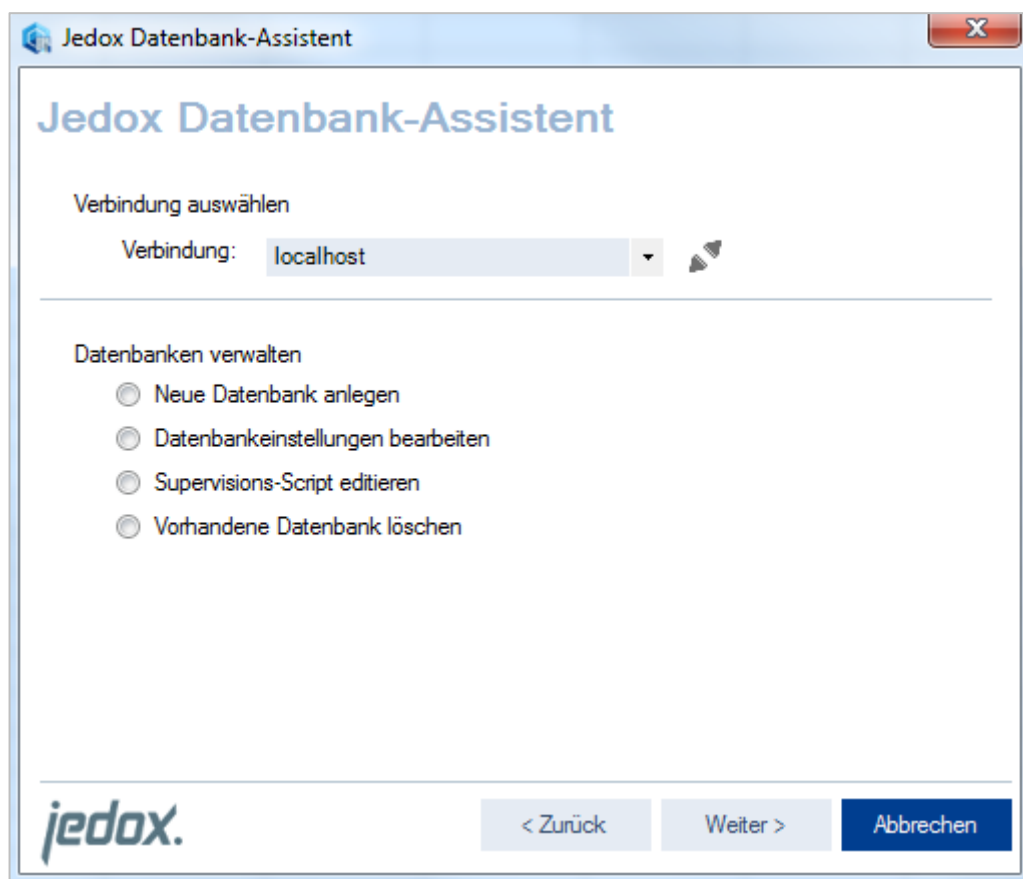 Jedox Datenbank-Assistent
x
Jedox Datenbank-Assistent
Verbindung auswählen
Verbindung: localhost
Datenbanken verwalten
Neue Datenbank anlegen
Datenbankeinstellungen bearbeiten
Supervisions-Script editieren
Vorhandene Datenbank löschen
jedox. < Zurück Weiter > Abbrechen